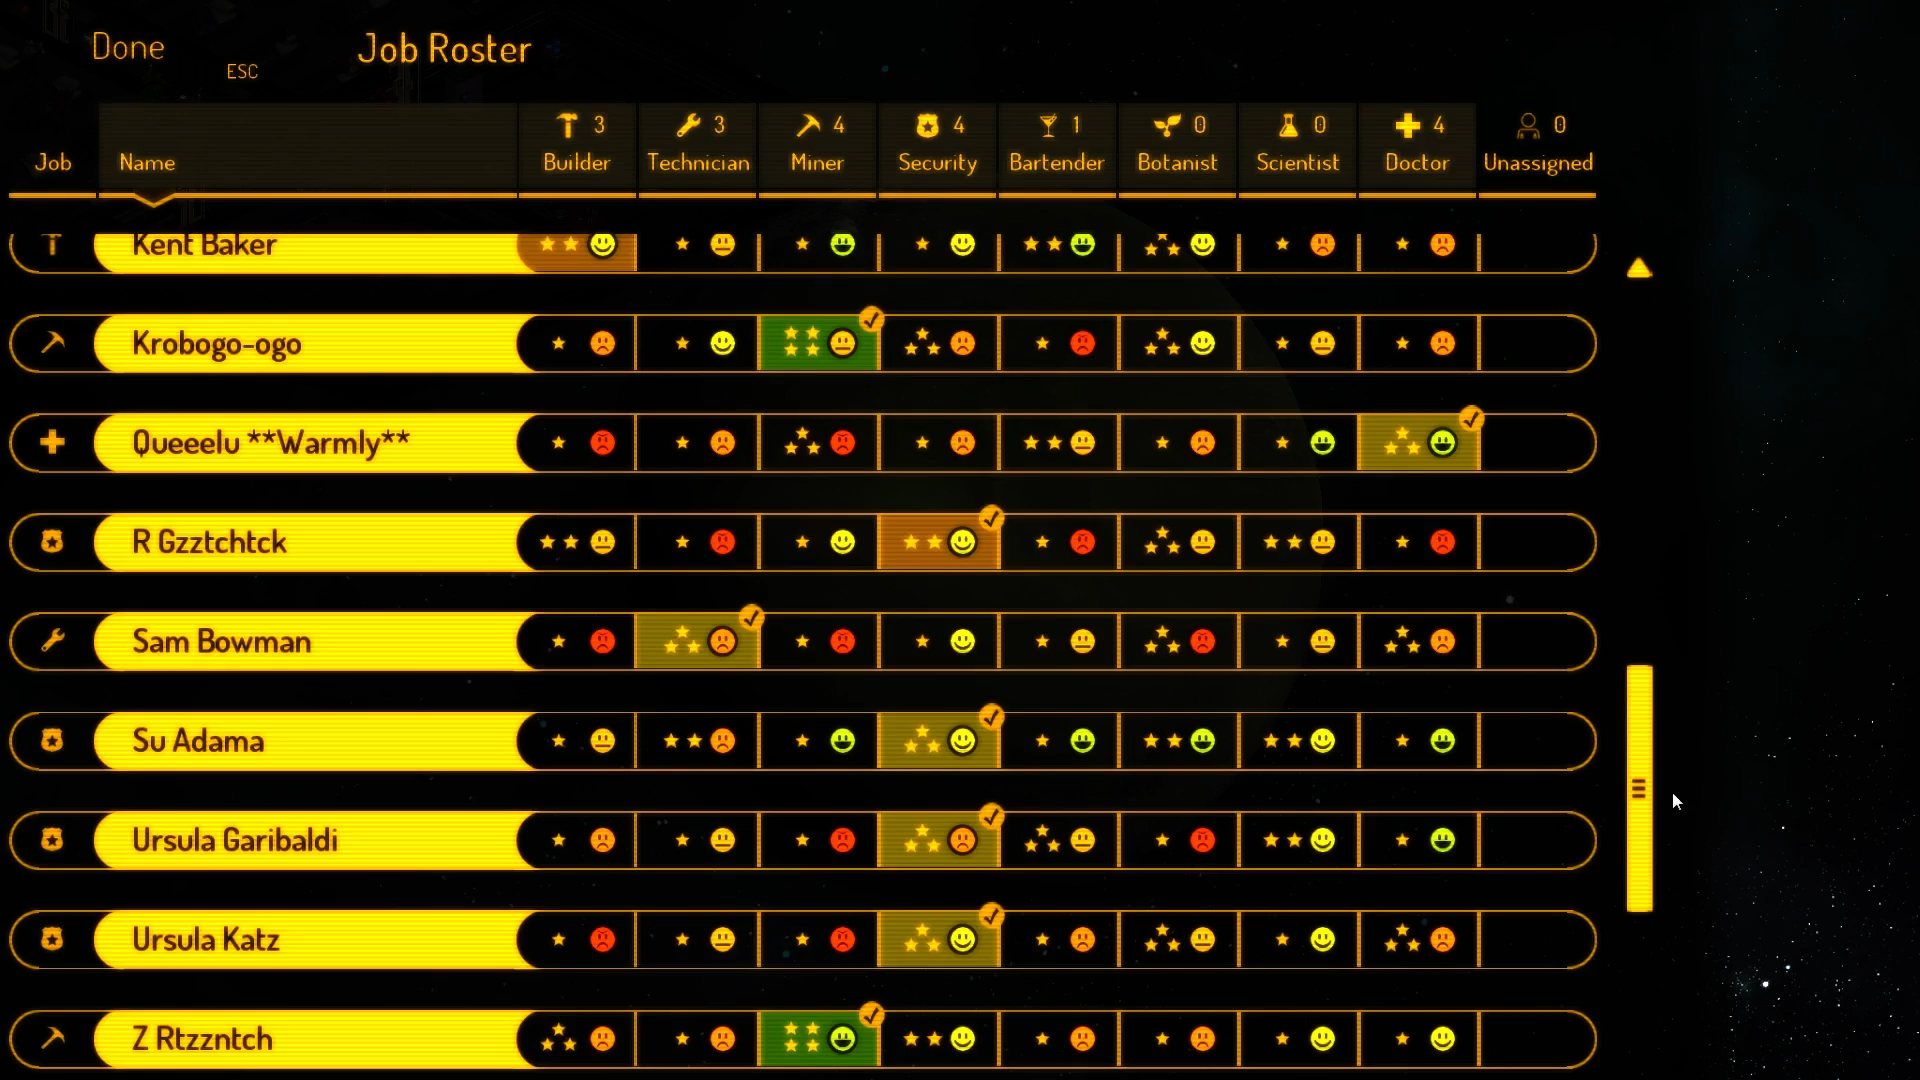 Done
ESC
Job Roster
3 3 4 4 1 0 0 4 0
Job Name Builder Technician Miner Security Bartender Botanist Scientist Doctor Unassigned
Kent Baker
Krobogo-ogo
Queeelu **Warmly**
R Gzztchtck
Sam Bowman
Su Adama
Ursula Garibaldi
Ursula Katz
Z Rtzzntch